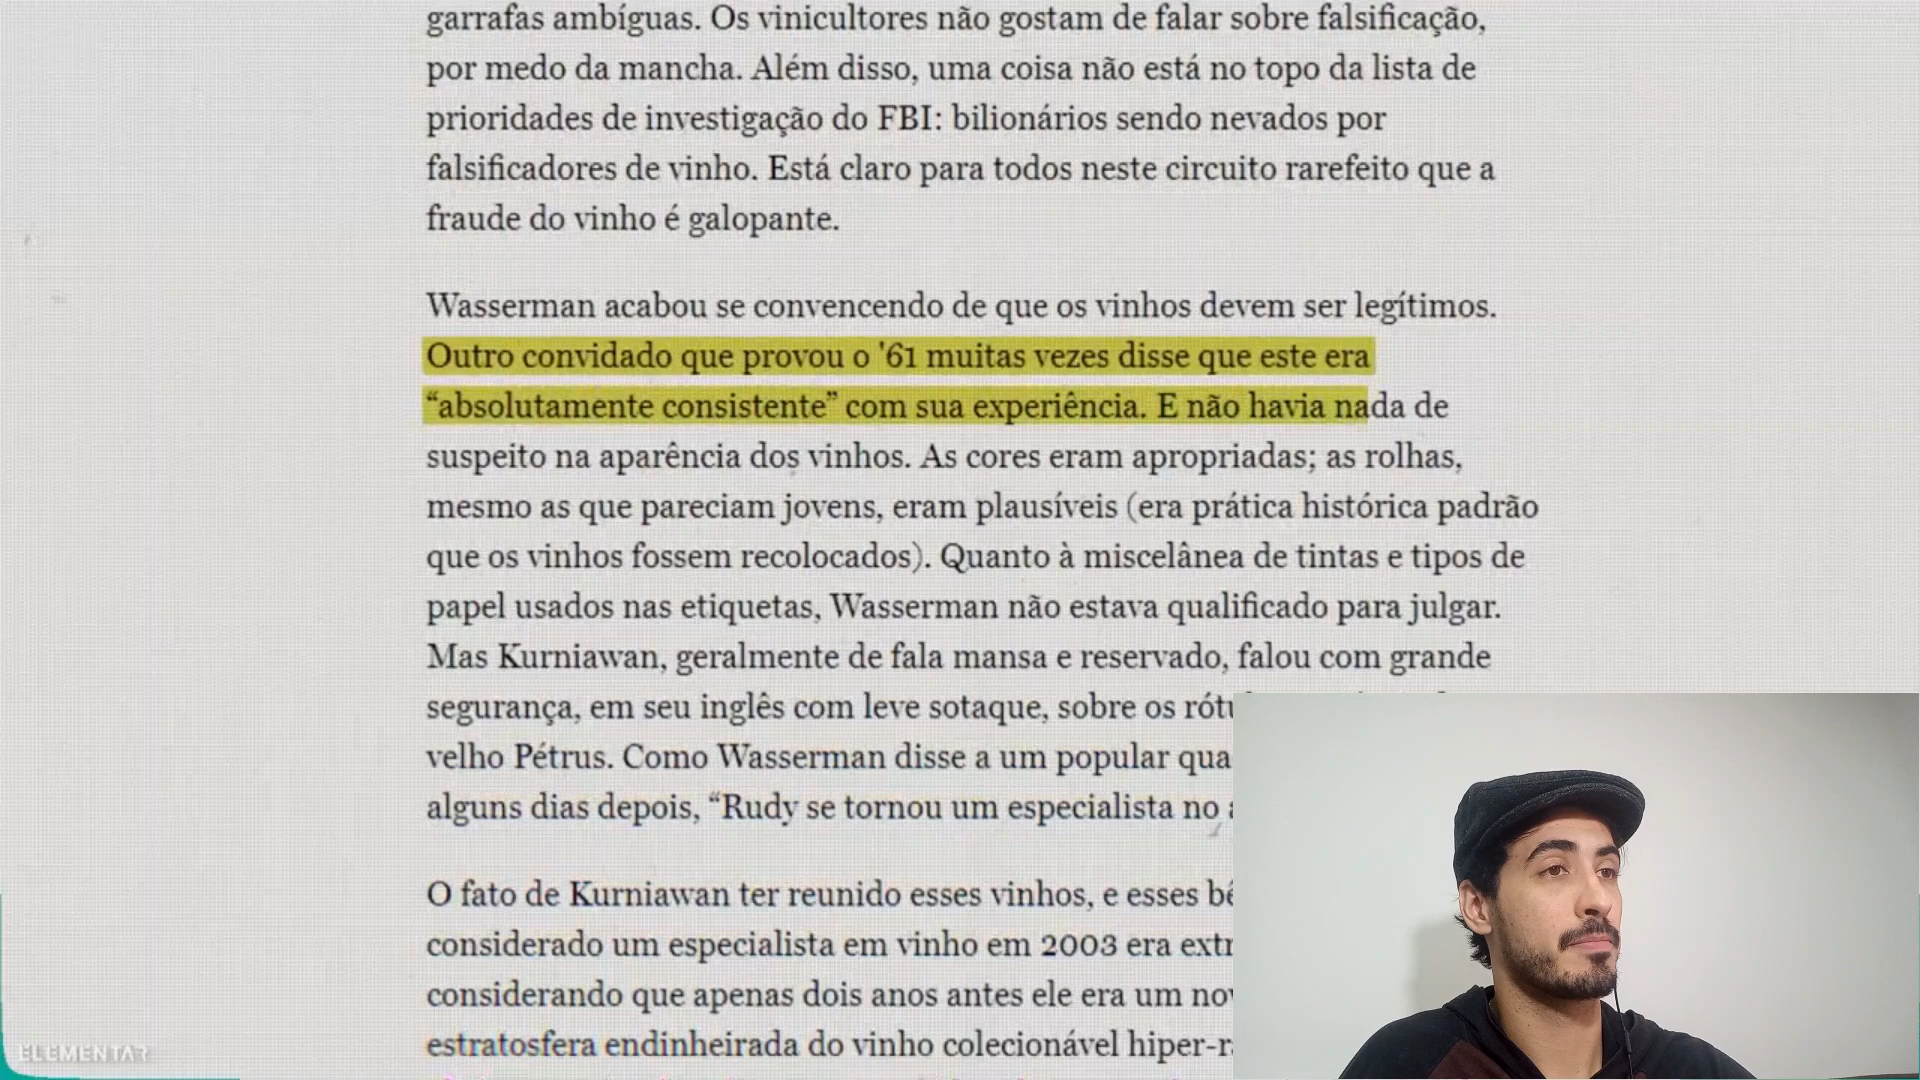 garrafas ambíguas. Os vinicultores não gostam de falar sobre falsificação,
por medo da mancha. Além disso, uma coisa não está no topo da lista de
prioridades de investigação do FBI: bilionários sendo nevados por
falsificadores de vinho. Está claro para todos neste circuito rarefeito que a
fraude do vinho é galopante.
Wasserman acabou se convencendo de que os vinhos devem ser legítimos.
Outro convidado que provou o '61 muitas vezes disse que este era
“absolutamente consistente” com sua experiência. E não havia nada de
suspeito na aparência dos vinhos. As cores eram apropriadas; as rolhas,
mesmo as que pareciam jovens, eram plausíveis (era prática histórica padrão
que os vinhos fossem recolocados). Quanto à miscelânea de tintas e tipos de
papel usados nas etiquetas, Wasserman não estava qualificado para julgar.
Mas Kurniawan, geralmente de fala mansa e reservado, falou com grande
segurança, em seu inglês com leve sotaque, sobre os
velho Pétrus. Como Wasserman disse a um popular
alguns dias depois, “Rudy se tornou um especialista no
O fato de Kurniawan ter reunido esses vinhos, e esses
considerado um especialista em vinho em 2003 era
considerando que apenas dois anos antes ele era um
estratosfera endinheirada do vinho colecionável
ELEMENTAR